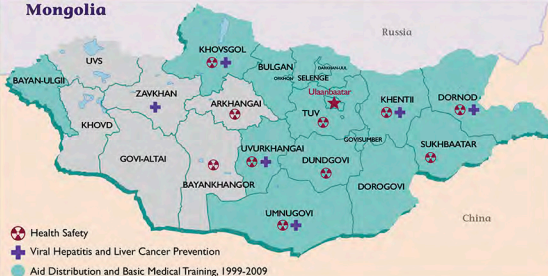 Mongolia
Russia
KHOVSGOL
UVS
BULGAN
DARKHAN-UUL
ORKHON
SELENGE
BAYAN-ULGII
ZAVKHAN
Ulaanbaatar
ARKHANGAI
TUV
KHENTII
DORNOD
KHOVD
GOVISUMBER
SUKHBAATAR
UVURKHANGAI
GOVI-ALTAI
DUNDGOVI
BAYANKHANGOR
DOROGOVI
UMNUGOVI
China
Health Safety
Viral Hepatitis and Liver Cancer Prevention
Aid Distribution and Basic Medical Training, 1999-2009